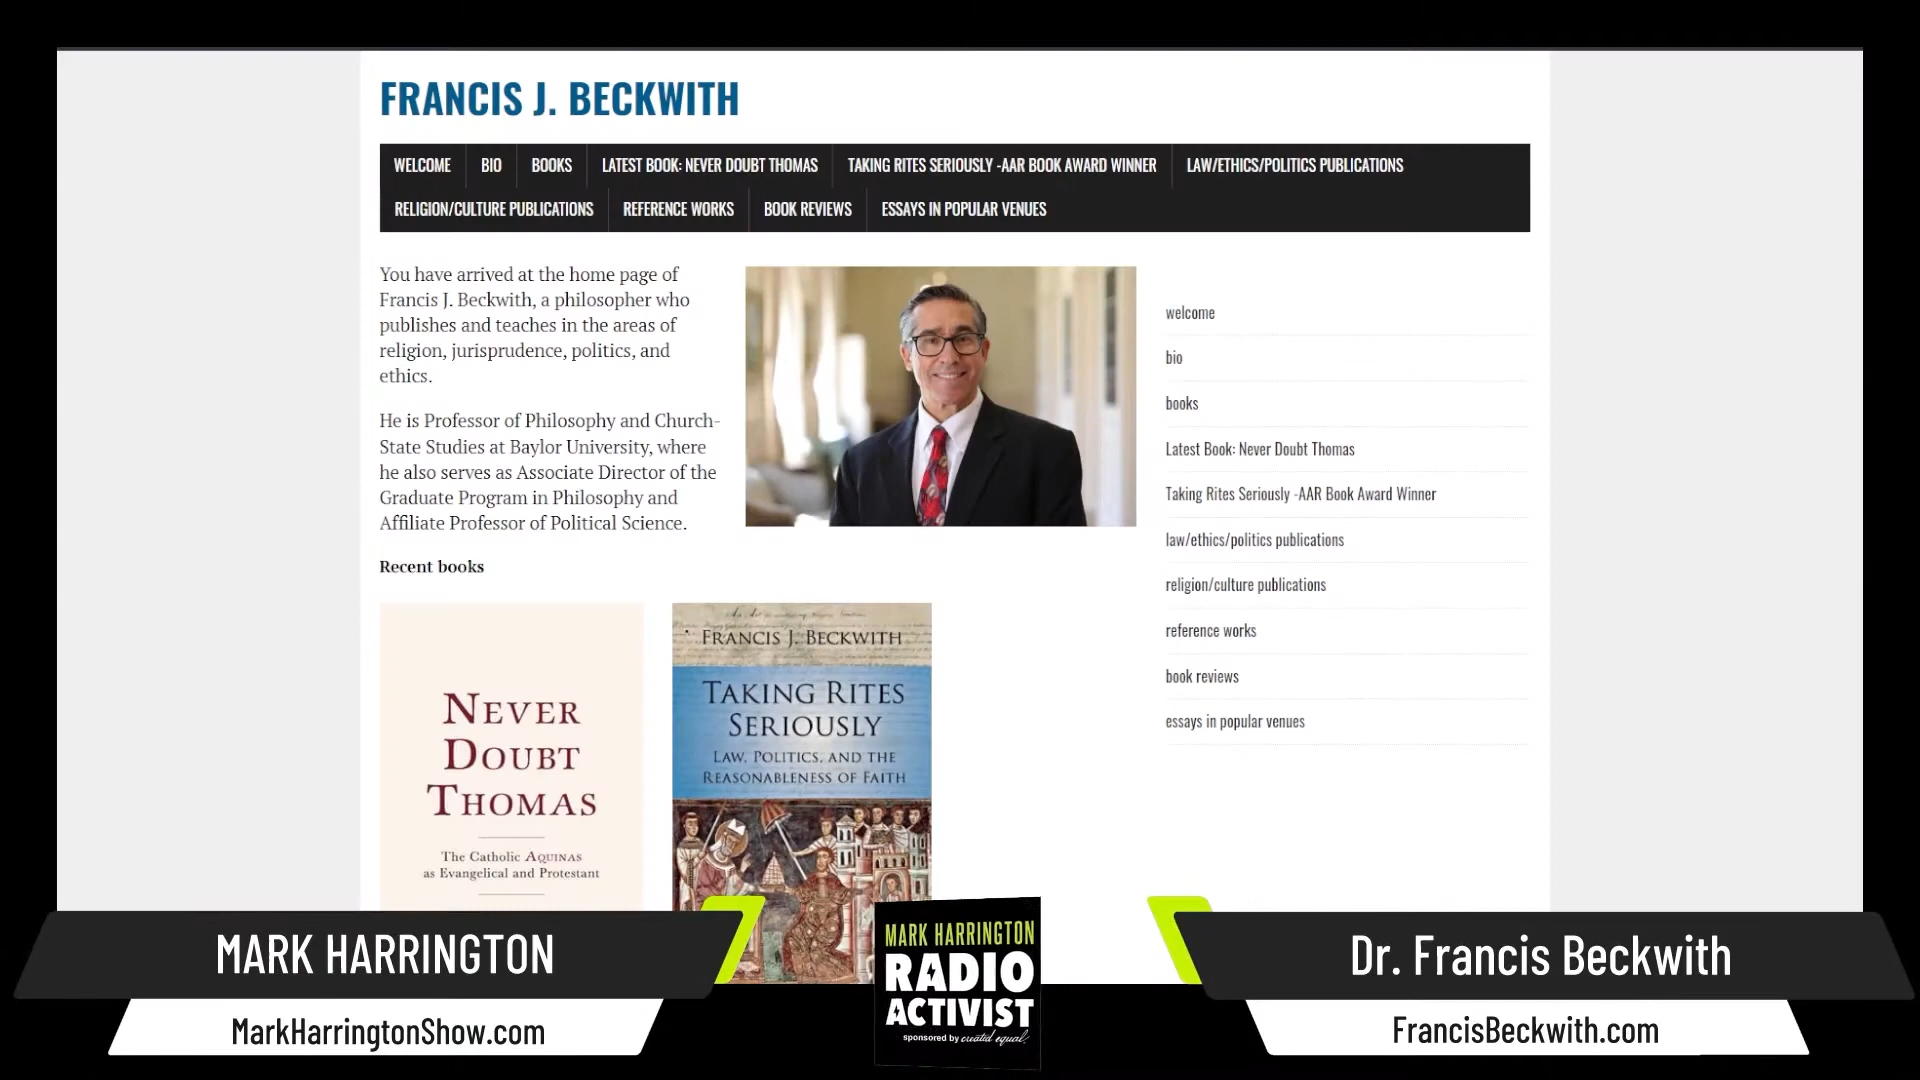 FRANCIS J. BECKWITH
WELCOME BIO BOOKS LATEST BOOK: NEVER DOUBT THOMAS TAKING RITES SERIOUSLY -AAR BOOK AWARD WINNER LAW/ETHICS/POLITICS PUBLICATIONS
RELIGION/CULTURE PUBLICATIONS REFERENCE WORKS BOOK REVIEWS ESSAYS IN POPULAR VENUES
You have arrived at the home page of
Francis J. Beckwith, a philosopher who
publishes and teaches in the areas of
religion, jurisprudence, politics, and
ethics.
He is Professor of Philosophy and Church-
State Studies at Baylor University, where
he also serves as Associate Director of the
Graduate Program in Philosophy and
Affiliate Professor of Political Science.
Recent books
NEVER
DOUBT
THOMAS
The Catholic AQUINAS
as Evangelical and Protestant
FRANCIS J. BECKWITH
TAKING RITES
SERIOUSLY
LAW, POLITICS, AND THE
REASONABLENESS OF FAITH
welcome
bio
books
Latest Book: Never Doubt Thomas
Taking Rites Seriously -AAR Book Award Winner
law/ethics/politics publications
religion/culture publications
reference works
book reviews
essays in popular venues
MARK HARRINGTON
MarkHarringtonShow.com
MARK HARRINGTON
RADIO
ACTIVIST
sponsored by created equal
Dr. Francis Beckwith
FrancisBeckwith.com